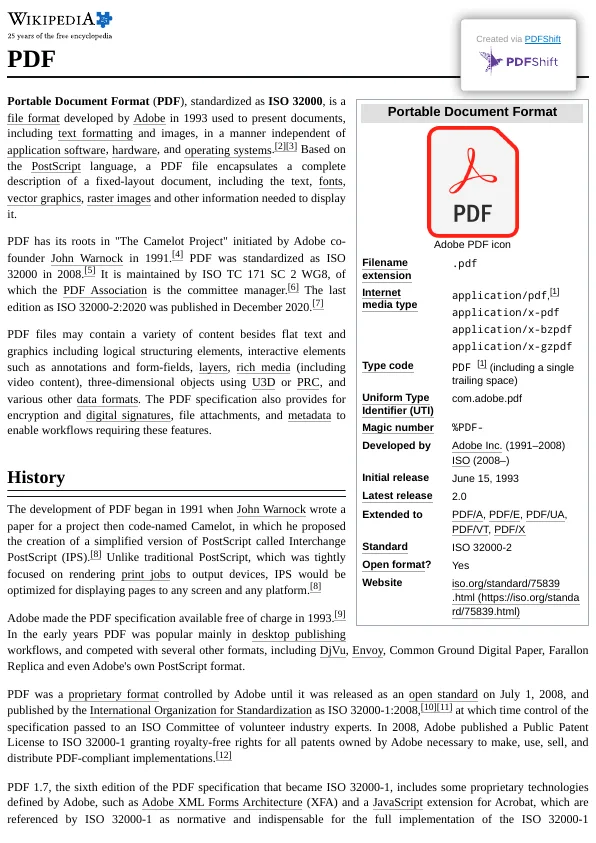 WIKIPEDIA
25 years of the free encyclopedia
Created via PDFShift
PDFShift
PDF
Portable Document Format (PDF), standardized as ISO 32000, is a
file format developed by Adobe in 1993 used to present documents,
including text formatting and images, in a manner independent of
application software, hardware, and operating systems.[2][3] Based on
the PostScript language, a PDF file encapsulates a complete
description of a fixed-layout document, including the text, fonts,
vector graphics, raster images and other information needed to display
it.
PDF has its roots in "The Camelot Project" initiated by Adobe co-
founder John Warnock in 1991.[4] PDF was standardized as ISO
32000 in 2008.[5] It is maintained by ISO TC 171 SC 2 WG8, of
which the PDF Association is the committee manager.[6] The last
edition as ISO 32000-2:2020 was published in December 2020.[7]
PDF files may contain a variety of content besides flat text and
graphics including logical structuring elements, interactive elements
such as annotations and form-fields, layers, rich media (including
video content), three-dimensional objects using U3D or PRC, and
various other data formats. The PDF specification also provides for
encryption and digital signatures, file attachments, and metadata to
enable workflows requiring these features.
Portable Document Format
PDF
Adobe PDF icon
Filename
extension
.pdf
Internet
media type
application/pdf,[1]
application/x-pdf
application/x-bzpdf
application/x-gzpdf
Type code
PDF [1] (including a single
trailing space)
Uniform Type
Identifier (UTI)
com.adobe.pdf
Magic number
%PDF-
Developed by
Adobe Inc. (1991–2008)
ISO (2008–)
Initial release
June 15, 1993
Latest release
2.0
Extended to
PDF/A, PDF/E, PDF/UA,
PDF/VT, PDF/X
Standard
ISO 32000-2
Open format?
Yes
Website
iso.org/standard/75839
.html (https://iso.org/standa
rd/75839.html)
History
The development of PDF began in 1991 when John Warnock wrote a
paper for a project then code-named Camelot, in which he proposed
the creation of a simplified version of PostScript called Interchange
PostScript (IPS).[8] Unlike traditional PostScript, which was tightly
focused on rendering print jobs to output devices, IPS would be
optimized for displaying pages to any screen and any platform.[8]
Adobe made the PDF specification available free of charge in 1993.[9]
In the early years PDF was popular mainly in desktop publishing
workflows, and competed with several other formats, including DjVu, Envoy, Common Ground Digital Paper, Farallon
Replica and even Adobe's own PostScript format.
PDF was a proprietary format controlled by Adobe until it was released as an open standard on July 1, 2008, and
published by the International Organization for Standardization as ISO 32000-1:2008,[10][11] at which time control of the
specification passed to an ISO Committee of volunteer industry experts. In 2008, Adobe published a Public Patent
License to ISO 32000-1 granting royalty-free rights for all patents owned by Adobe necessary to make, use, sell, and
distribute PDF-compliant implementations.[12]
PDF 1.7, the sixth edition of the PDF specification that became ISO 32000-1, includes some proprietary technologies
defined by Adobe, such as Adobe XML Forms Architecture (XFA) and a JavaScript extension for Acrobat, which are
referenced by ISO 32000-1 as normative and indispensable for the full implementation of the ISO 32000-1